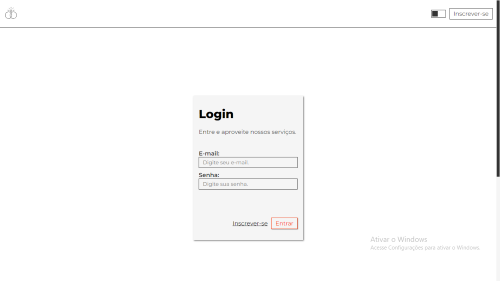 Inscrever-se
Login
Entre e aproveite nossos serviços.
E-mail:
Digite seu e-mail.
Senha:
Digite sua senha.
Inscrever-se Entrar
Ativar o Windows
Acesse Configurações para ativar o Windows.